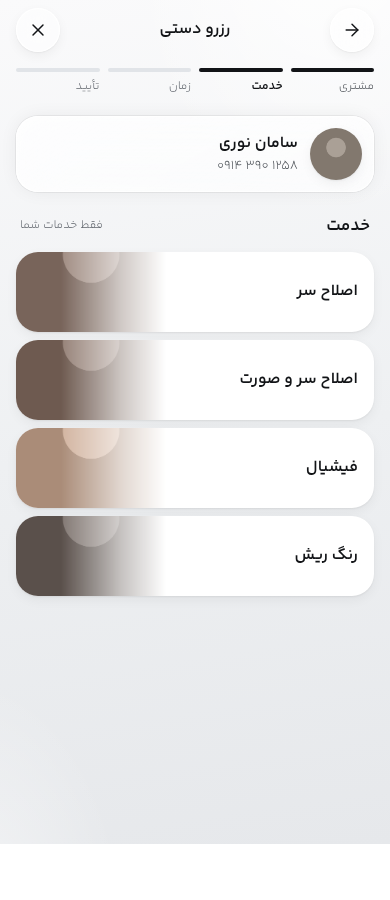 رزرو دستی
مشتری
خدمت
زمان
تأیید
سامان نوری
۰۹۱۴ ۳۹۰ ۱۲۵۸
خدمت
فقط خدمات شما
اصلاح سر
اصلاح سر و صورت
فیشیال
رنگ ریش